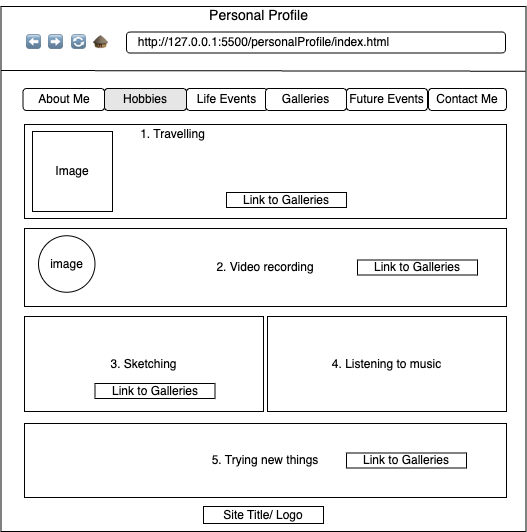 Personal Profile
http://127.0.0.1:5500/personalProfile/index.html
About Me Hobbies Life Events Galleries Future Events Contact Me
1. Travelling
Image
Link to Galleries
image
2. Video recording Link to Galleries
3. Sketching
Link to Galleries
4. Listening to music
5. Trying new things Link to Galleries
Site Title/ Logo